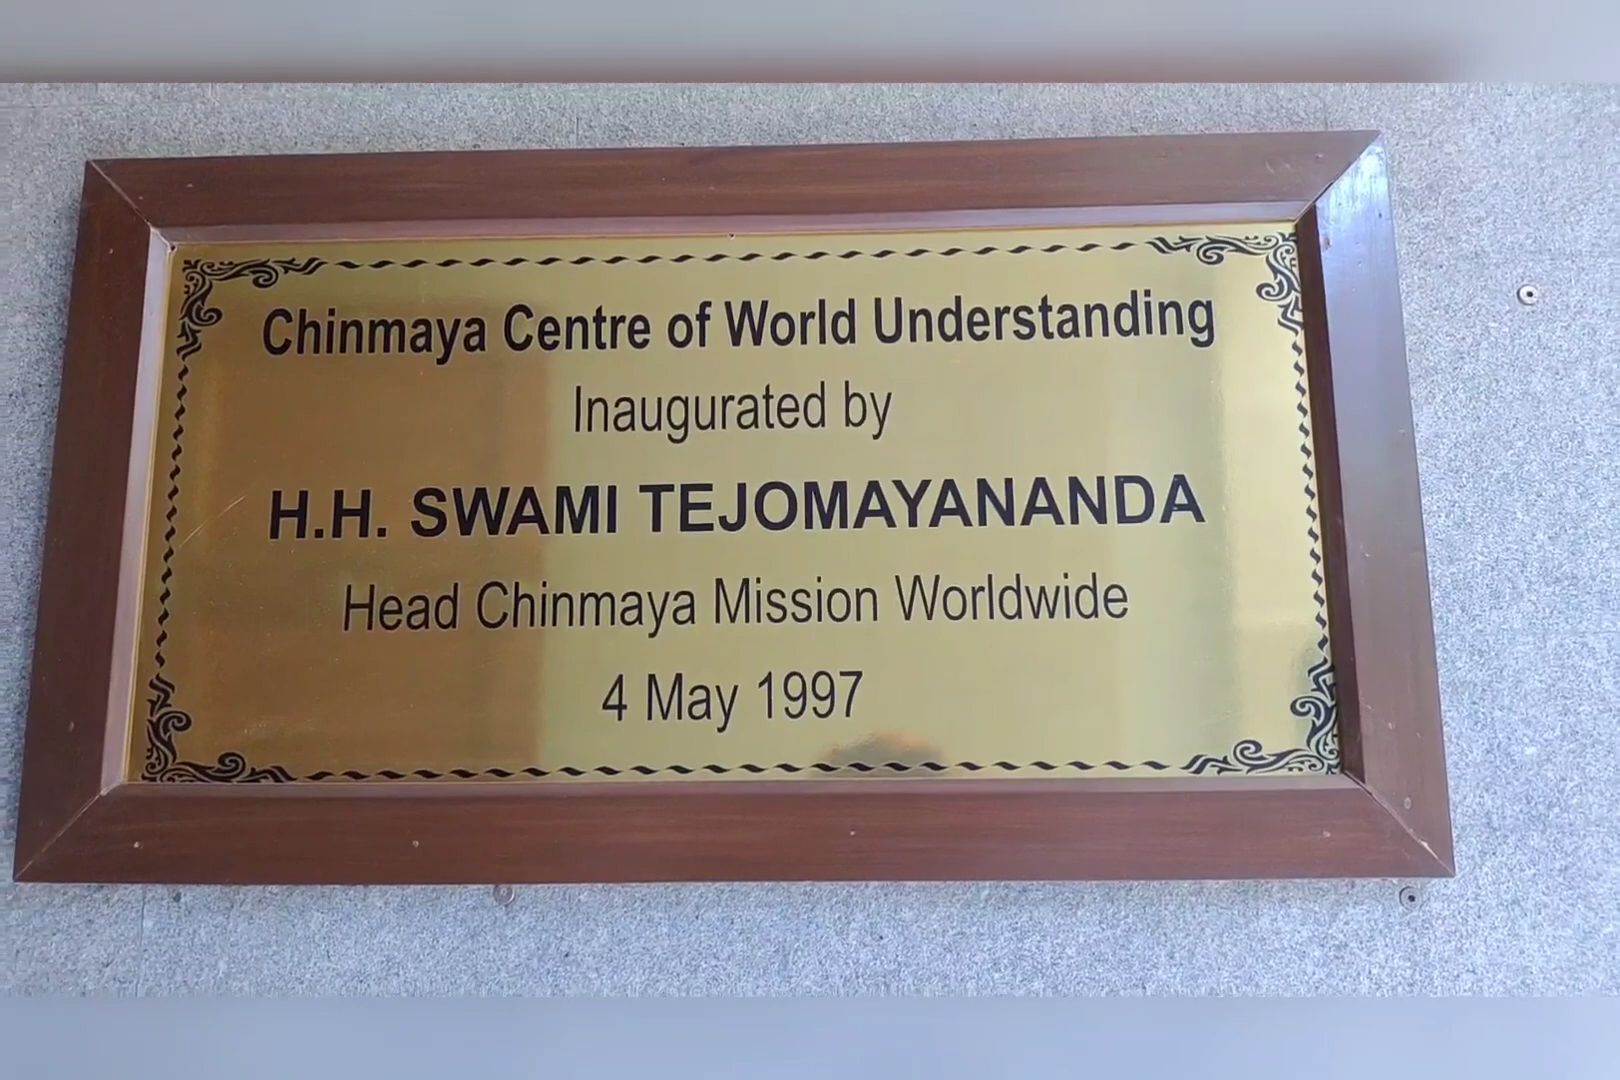 Chinmaya Centre of World Understanding
Inaugurated by
H.H. SWAMI TEJOMAYANANDA
Head Chinmaya Mission Worldwide
4 May 1997